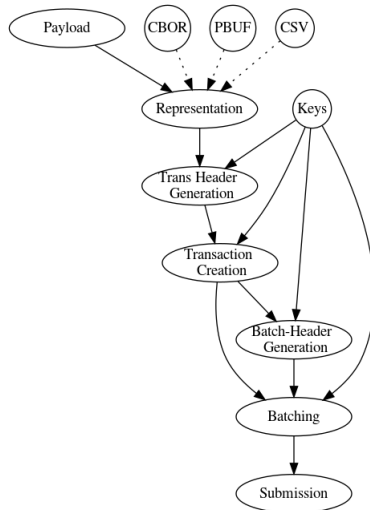 Payload
CBOR
PBUF
CSV
Representation
Keys
Trans Header
Generation
Transaction
Creation
Batch-Header
Generation
Batching
Submission